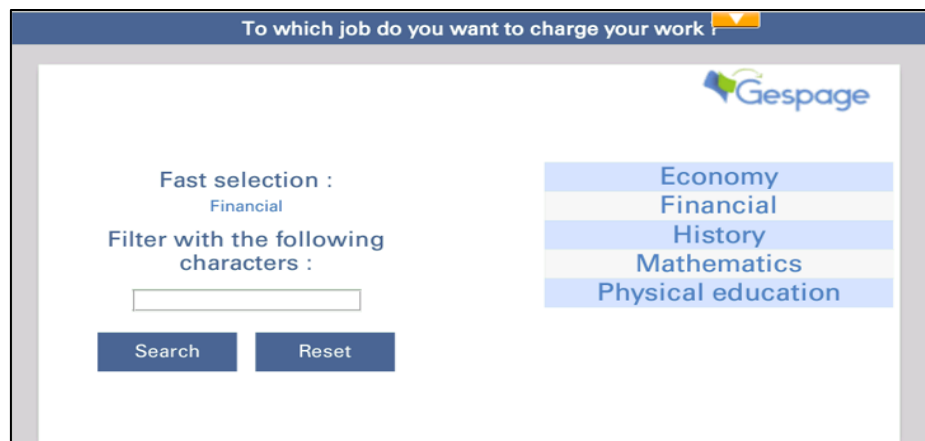 To which job do you want to charge your work ?
Gespage
Fast selection :
Financial
Filter with the following
characters :
Search
Reset
Economy
Financial
History
Mathematics
Physical education